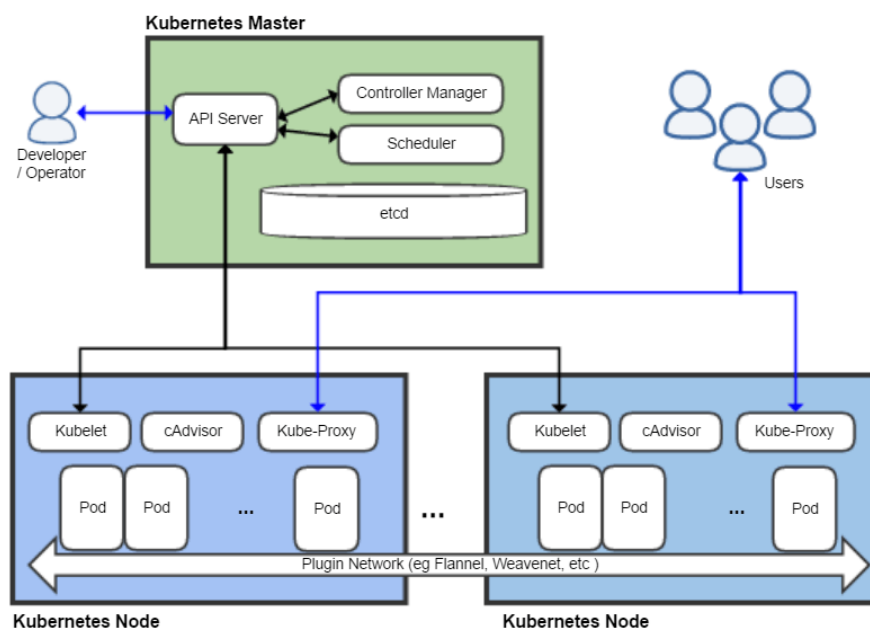 Kubernetes Master
API Server
Controller Manager
Scheduler
etcd
Developer
/ Operator
Users
Kubelet
cAdvisor
Kube-Proxy
Pod
Pod
...
Pod
...
Kubelet
cAdvisor
Kube-Proxy
Pod
Pod
...
Pod
Plugin Network (eg Flannel, Weavenet, etc )
Kubernetes Node
Kubernetes Node